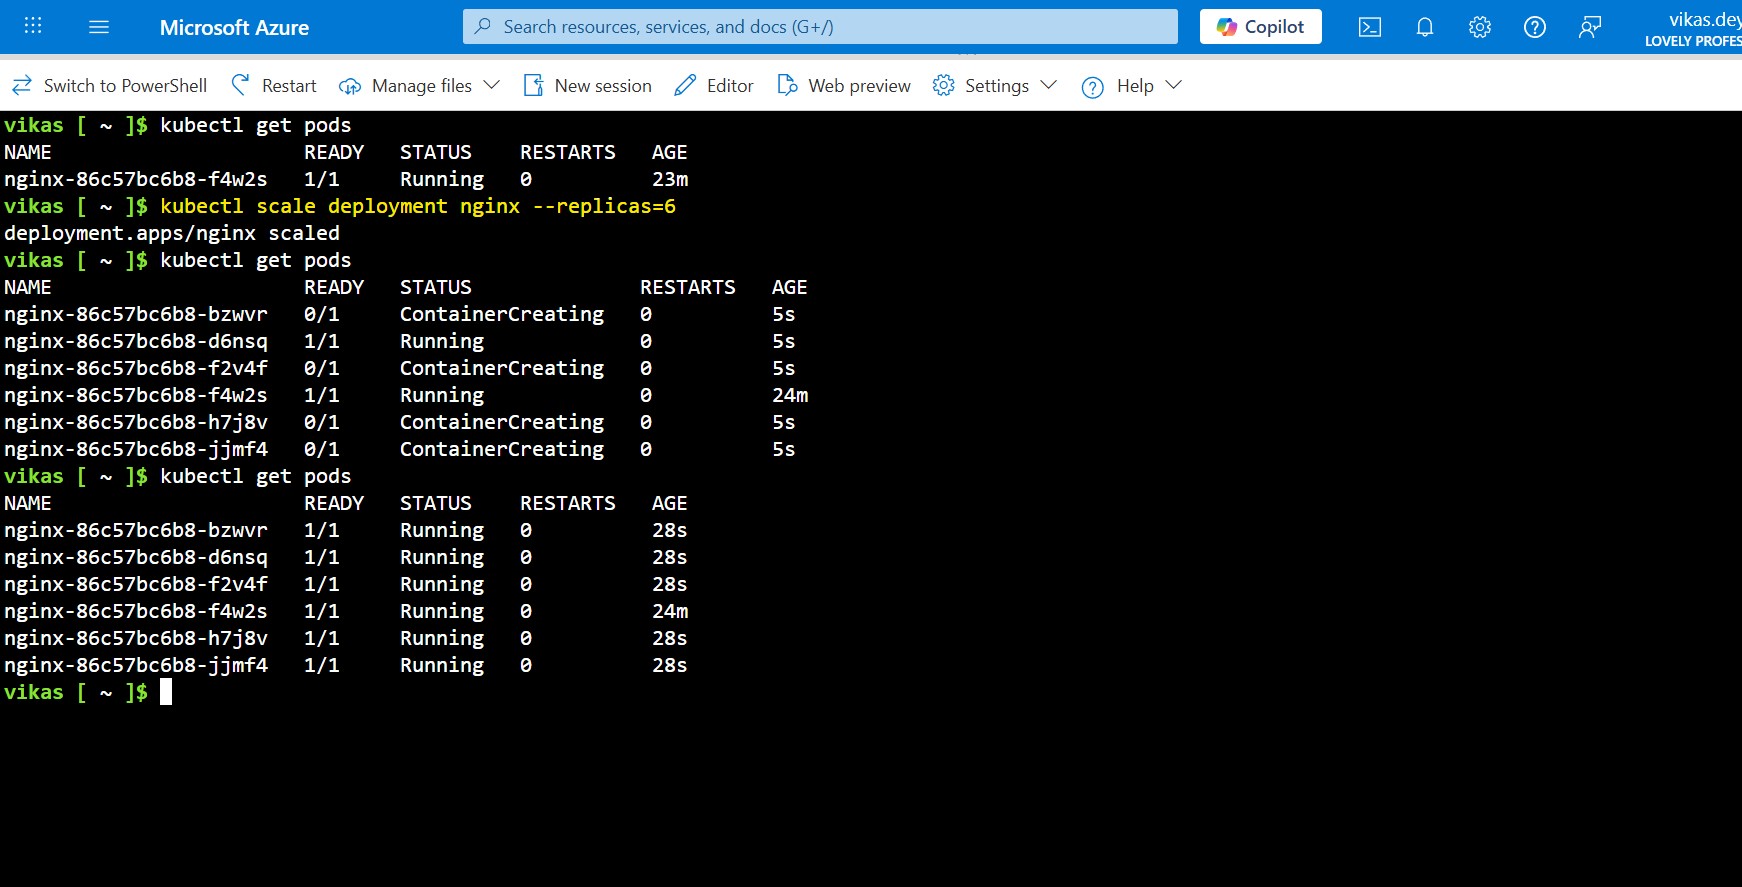 Microsoft Azure
Search resources, services, and docs (G+/)
Copilot
vikas.dey
LOVELY PROFES
Switch to PowerShell Restart Manage files New session Editor Web preview Settings Help
vikas [ ~ ]$ kubectl get pods
NAME READY STATUS RESTARTS AGE
nginx-86c57bc6b8-f4w2s 1/1 Running 0 23m
vikas [ ~ ]$ kubectl scale deployment nginx --replicas=6
deployment.apps/nginx scaled
vikas [ ~ ]$ kubectl get pods
NAME READY STATUS RESTARTS AGE
nginx-86c57bc6b8-bzwvr 0/1 ContainerCreating 0 5s
nginx-86c57bc6b8-d6nsq 1/1 Running 0 5s
nginx-86c57bc6b8-f2v4f 0/1 ContainerCreating 0 5s
nginx-86c57bc6b8-f4w2s 1/1 Running 0 24m
nginx-86c57bc6b8-h7j8v 0/1 ContainerCreating 0 5s
nginx-86c57bc6b8-jjmf4 0/1 ContainerCreating 0 5s
vikas [ ~ ]$ kubectl get pods
NAME READY STATUS RESTARTS AGE
nginx-86c57bc6b8-bzwvr 1/1 Running 0 28s
nginx-86c57bc6b8-d6nsq 1/1 Running 0 28s
nginx-86c57bc6b8-f2v4f 1/1 Running 0 28s
nginx-86c57bc6b8-f4w2s 1/1 Running 0 24m
nginx-86c57bc6b8-h7j8v 1/1 Running 0 28s
nginx-86c57bc6b8-jjmf4 1/1 Running 0 28s
vikas [ ~ ]$